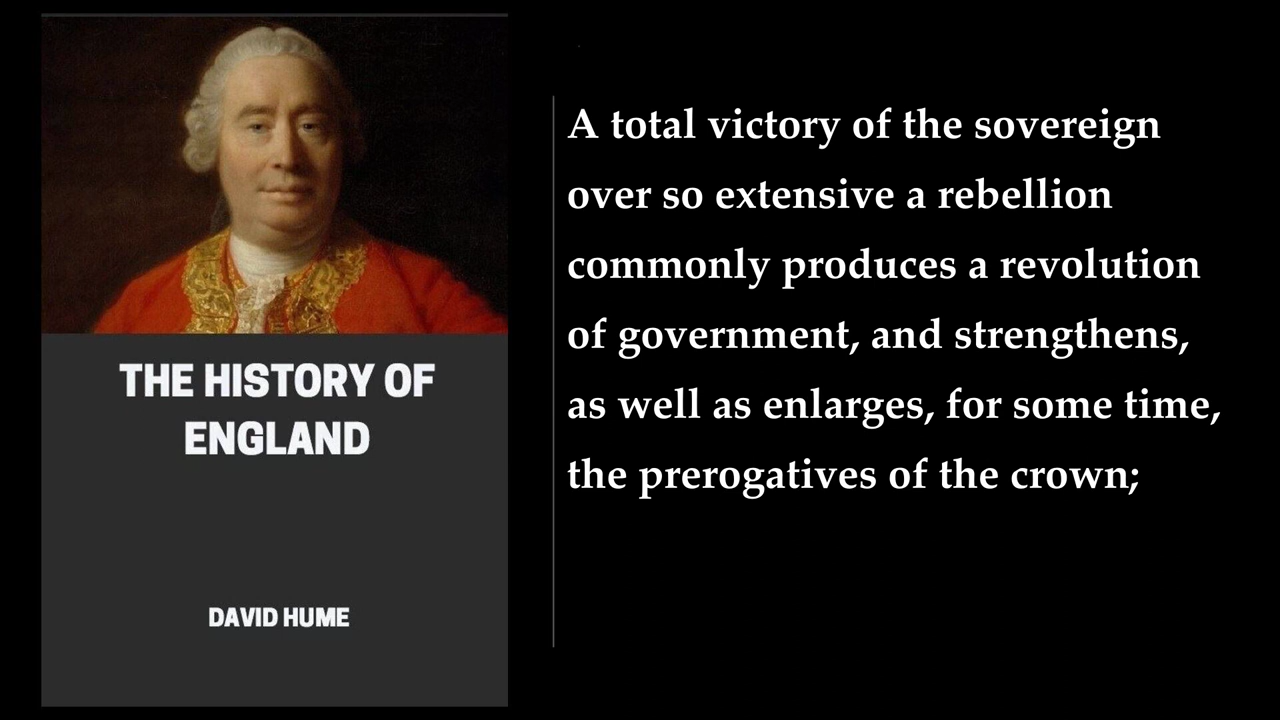 THE HISTORY OF
ENGLAND
DAVID HUME
A total victory of the sovereign
over so extensive a rebellion
commonly produces a revolution
of government, and strengthens,
as well as enlarges, for some time,
the prerogatives of the crown;